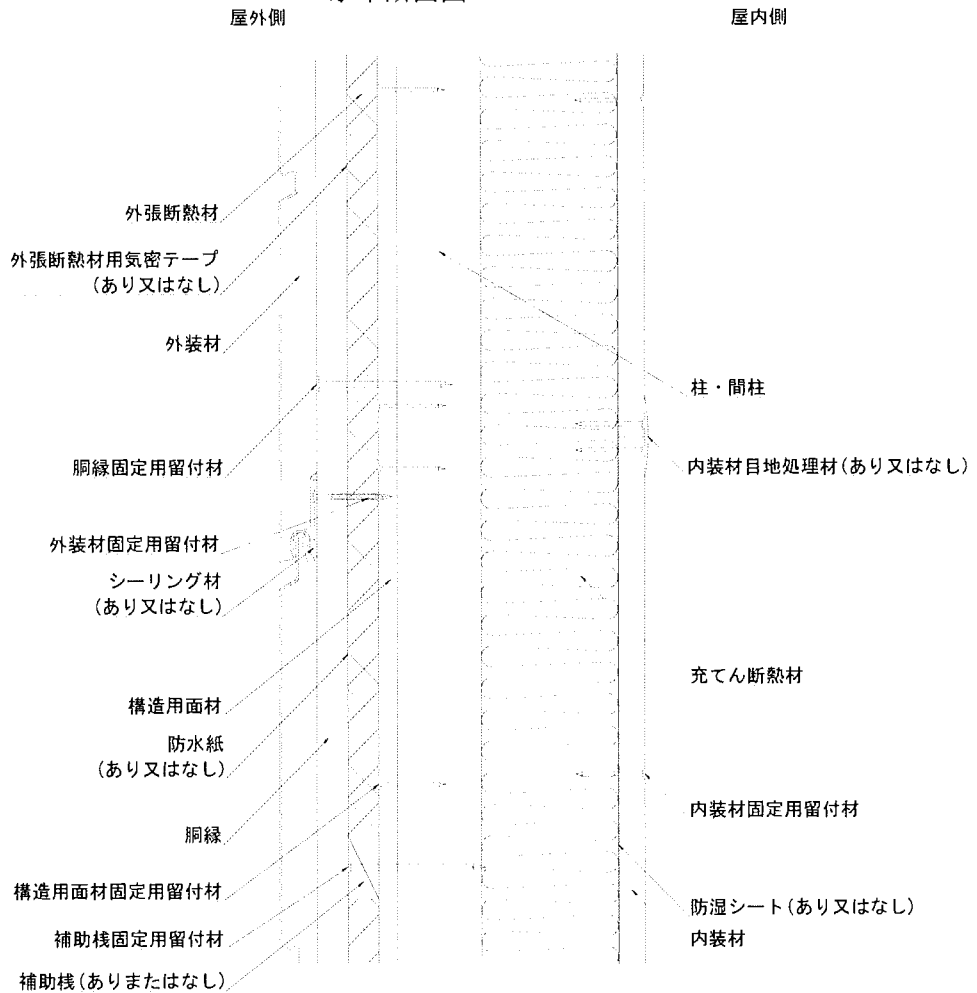 屋外側
屋内側
外張断熱材
外張断熱材用気密テープ
(あり又はなし)
外装材
胴縁固定用留付材
外装材固定用留付材
シーリング材
(あり又はなし)
構造用面材
防水紙
(あり又はなし)
胴縁
構造用面材固定用留付材
補助桟固定用留付材
補助桟(ありまたはなし)
柱・間柱
内装材目地処理材(あり又はなし)
充てん断熱材
内装材固定用留付材
防湿シート(あり又はなし)
内装材